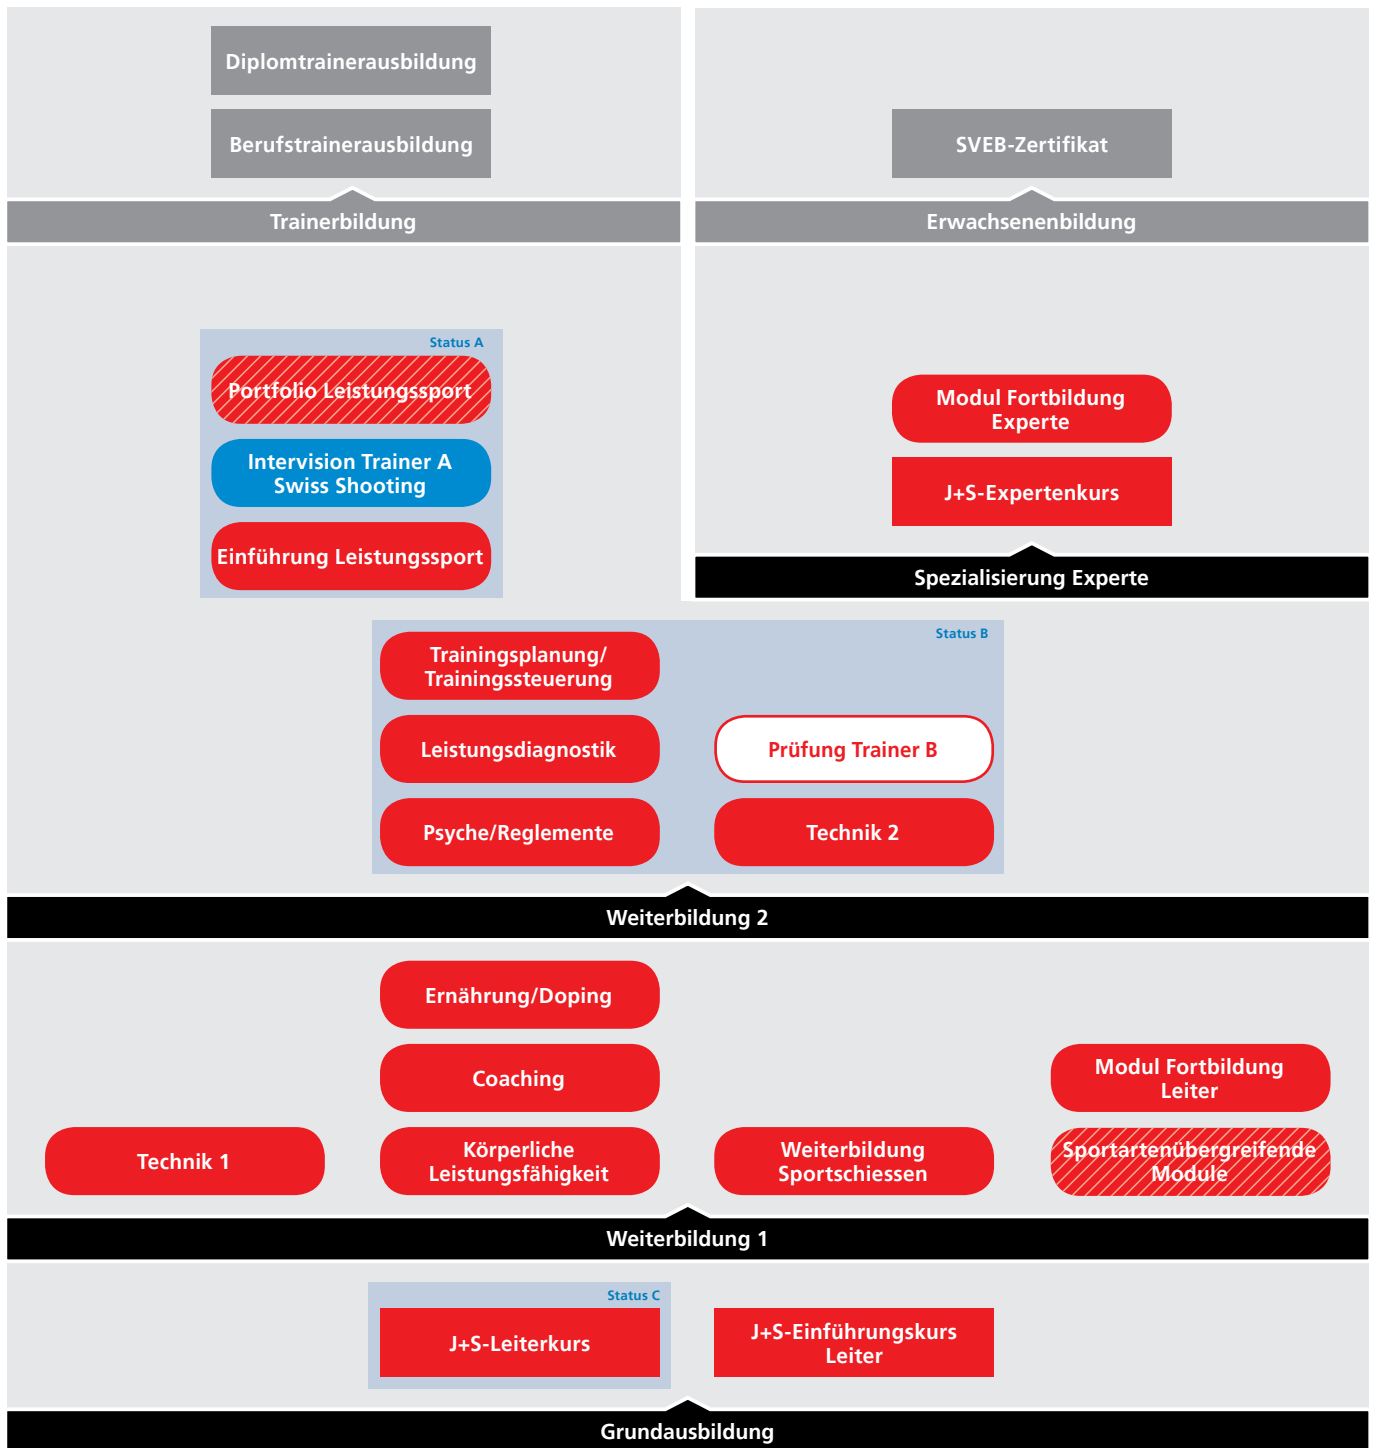 Diplomtrainerausbildung
Berufstrainerausbildung
SVEB-Zertifikat
Trainerbildung
Erwachsenenbildung
Status A
Portfolio Leistungssport
Intervision Trainer A
Swiss Shooting
Einführung Leistungssport
Modul Fortbildung
Experte
J+S-Expertenkurs
Spezialisierung Experte
Status B
Trainingsplanung/
Trainingssteuerung
Leistungsdiagnostik
Prüfung Trainer B
Psyche/Reglemente
Technik 2
Weiterbildung 2
Ernährung/Doping
Coaching
Modul Fortbildung
Leiter
Technik 1
Körperliche
Leistungsfähigkeit
Weiterbildung
Sportschiessen
Sportartenübergreifende
Module
Weiterbildung 1
Status C
J+S-Leiterkurs
J+S-Einführungskurs
Leiter
Grundausbildung